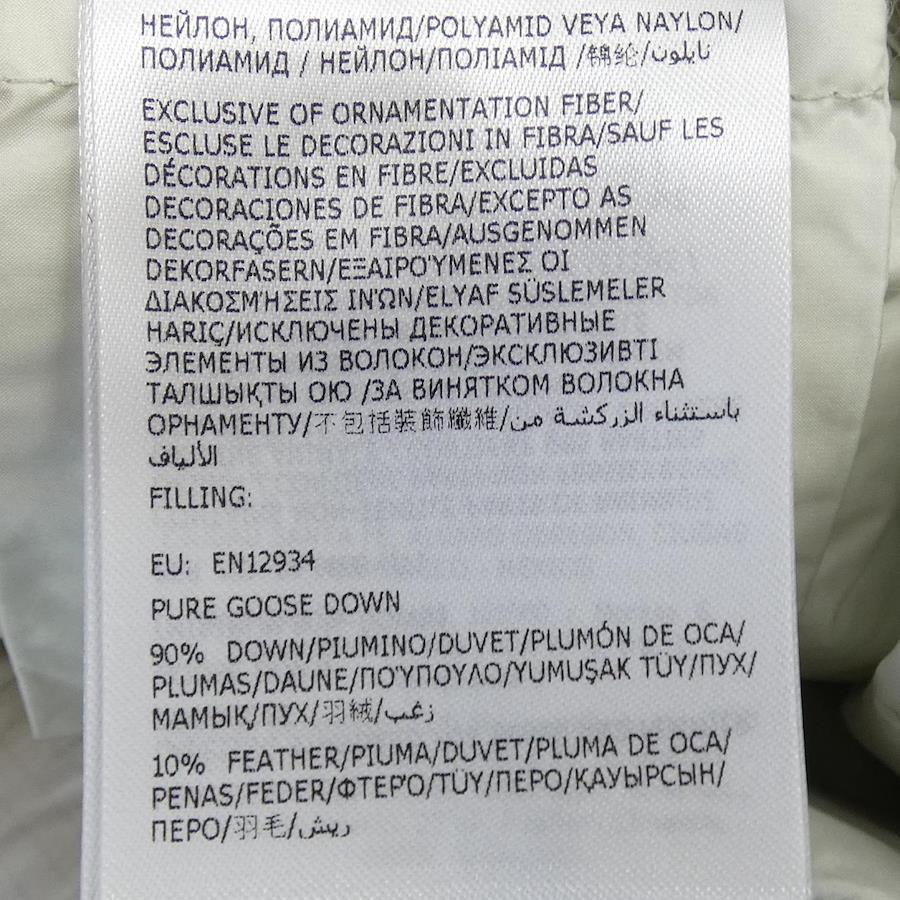 НЕЙЛОН, ПОЛИАМИД/POLYAMID VEYA NAYLON/
ПОЛИАМИД / НЕЙЛОН/ПОЛІАМІД /锦纶/نايلون
EXCLUSIVE OF ORNAMENTATION FIBER/
ESCLUSE LE DECORAZIONI IN FIBRA/SAUF LES
DÉCORATIONS EN FIBRE/EXCLUIDAS
DECORACIONES DE FIBRA/EXCEPTO AS
DECORAÇÕES EM FIBRA/AUSGENOMMEN
DEKORFASERN/ΕΞΑΙΡΟΎΜΕΝΕΣ ΟΙ
ΔΙΑΚΟΣΜΉΣΕΙΣ ΙΝΏΝ/ELYAF SÜSLEMELER
HARIÇ/ИСКЛЮЧЕНЫ ДЕКОРАТИВНЫЕ
ЭЛЕМЕНТЫ ИЗ ВОЛОКОН/ЭКСКЛЮЗИВТІ
ТАЛШЫҚТЫ ОЮ /ЗА ВИНЯТКОМ ВОЛОКНА
ОРНАМЕНТУ/不包括裝飾纖維/باستثناء الزركشة من
الألياف
FILLING:
EU: EN12934
PURE GOOSE DOWN
90% DOWN/PIUMINO/DUVET/PLUMÓN DE OCA/
PLUMAS/DAUNE/ΠΟΎΠΟΥΛΟ/YUMUŞAK TÜY/ПУХ/
МАМЫҚ/ПУХ/羽絨/زغب
10% FEATHER/PIUMA/DUVET/PLUMA DE OCA/
PENAS/FEDER/ΦΤΕΡΌ/TÜY/ПЕРО/ҚАУЫРСЫН/
ПЕРО/羽毛/ريش